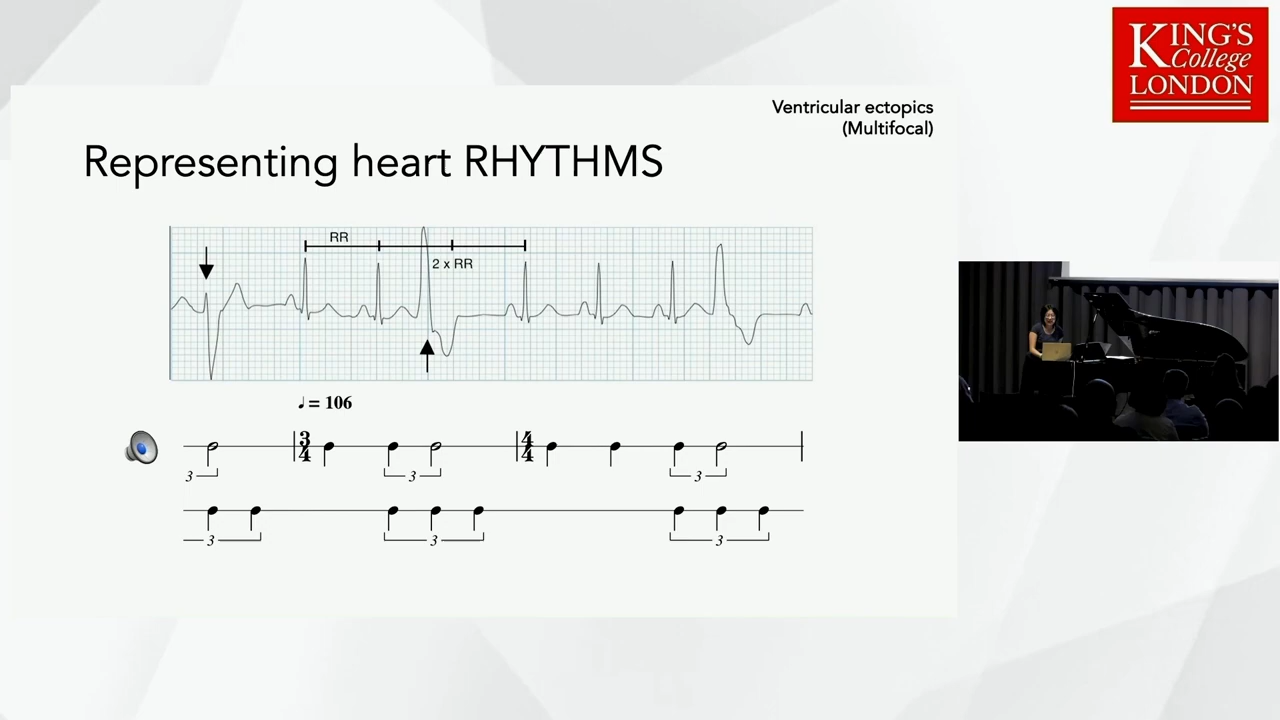 KING'S
College
LONDON
Ventricular ectopics
(Multifocal)
Representing heart RHYTHMS
RR
2 x RR
♩ = 106
3 3 4 3 4 4 3
3 3 3